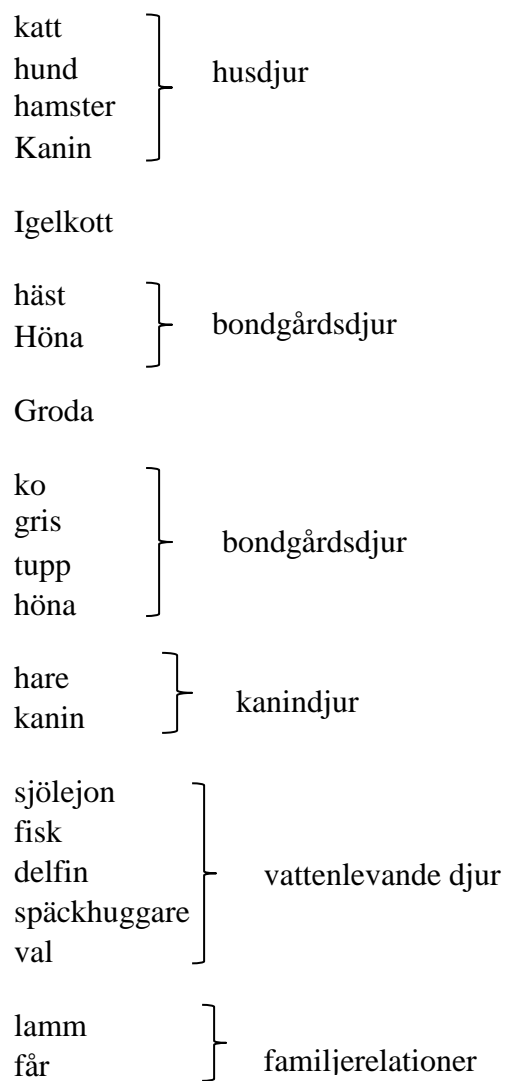 katt
hund husdjur
hamster
Kanin
Igelkott
häst
Höna bondgårdsdjur
Groda
ko
gris
tupp bondgårdsdjur
höna
hare
kanin kanindjur
sjölejon
fisk
delfin vattenlevande djur
späckhuggare
val
lamm
får familjerelationer